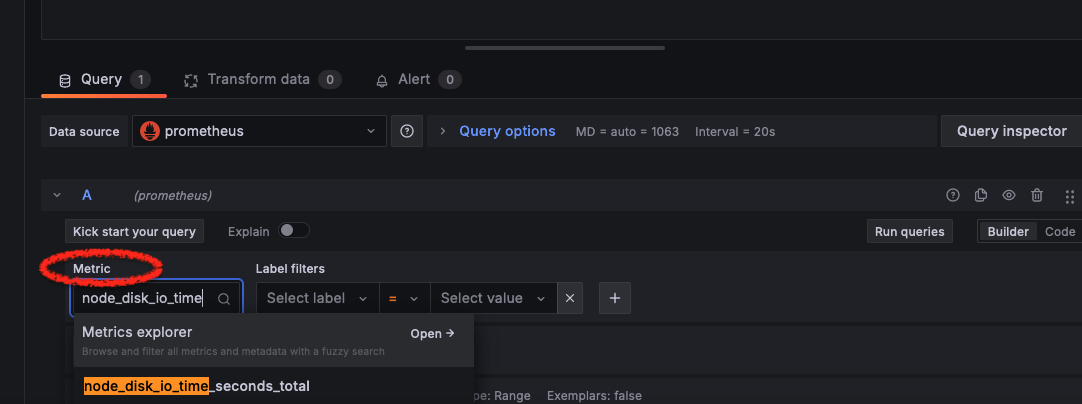 Query 1 Transform data 0 Alert 0
Data source prometheus Query options MD = auto = 1063 Interval = 20s Query inspector
A (prometheus)
Kick start your query Explain Run queries Builder Code
Metric Label filters
node_disk_io_time Select label = Select value
Metrics explorer Open
Browse and filter all metrics and metadata with a fuzzy search
node_disk_io_time_seconds_total
pe: Range Exemplars: false